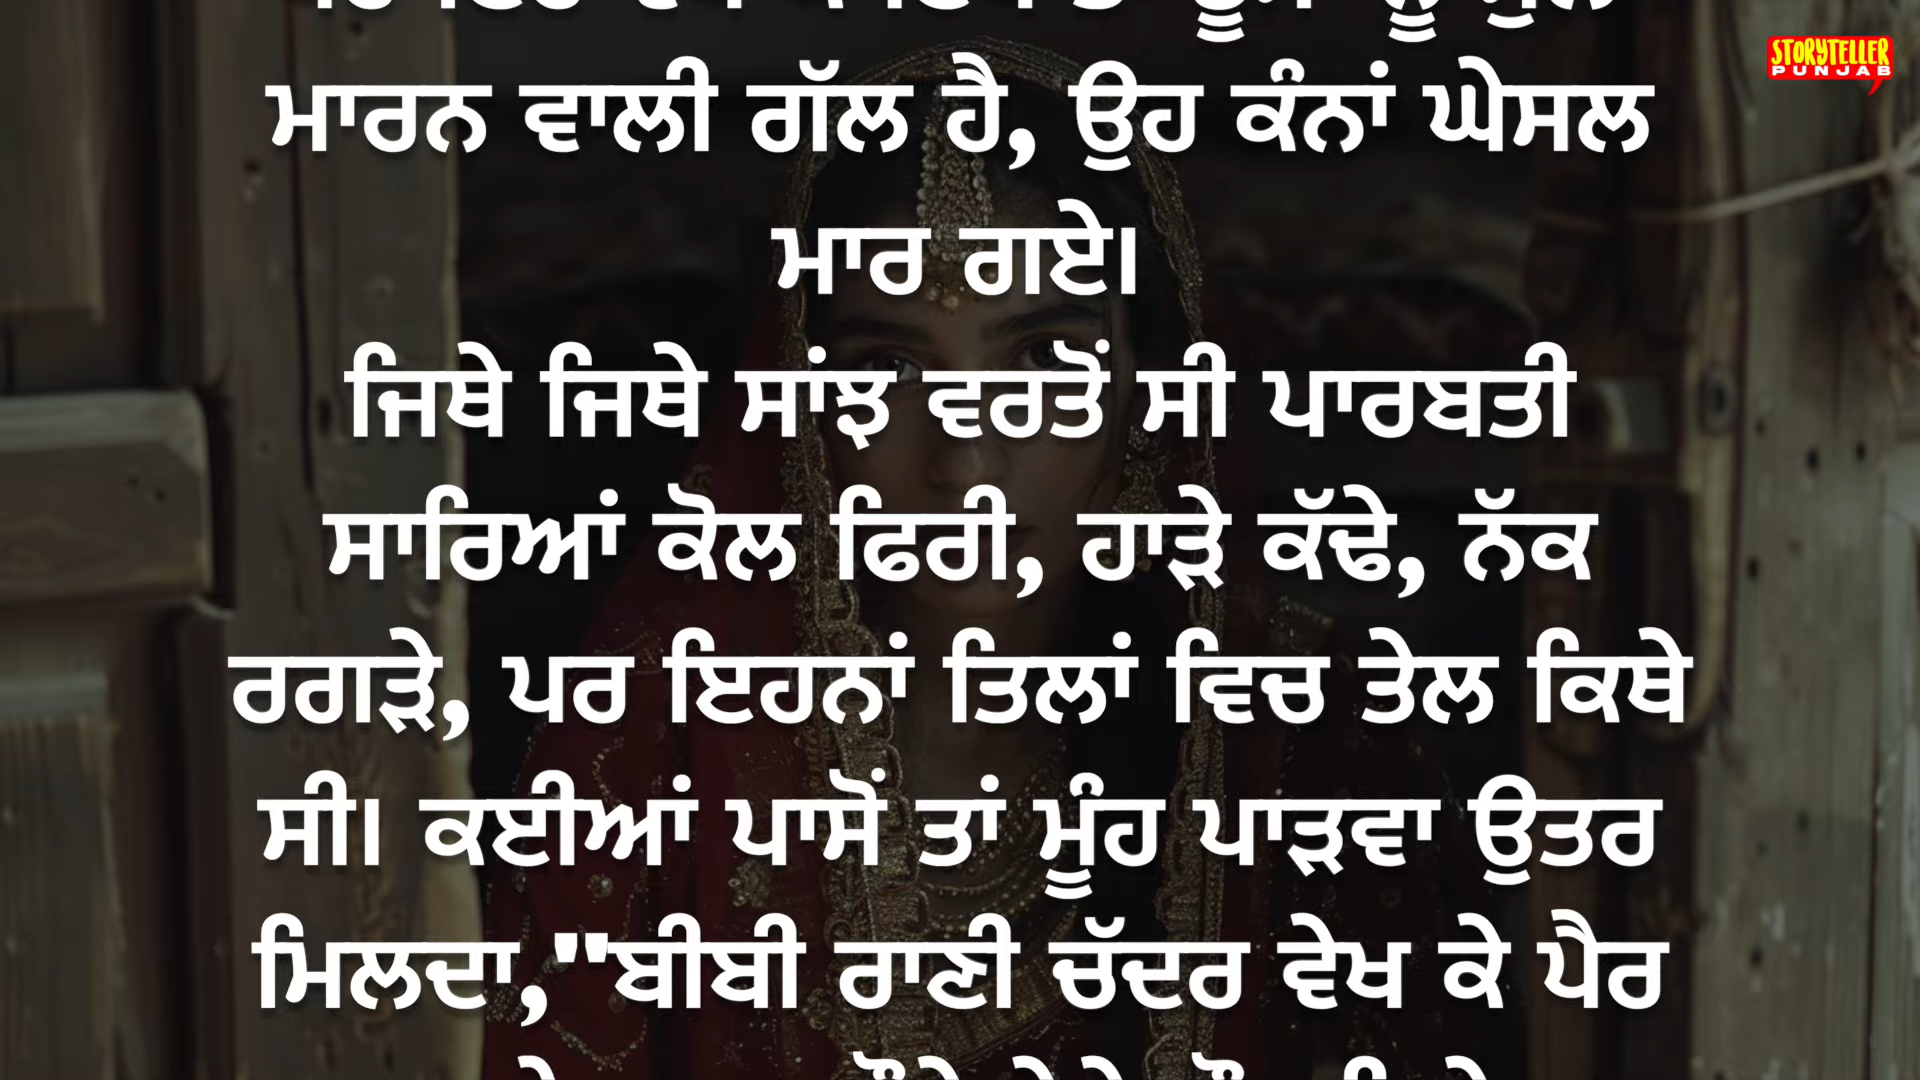 ਮਾਰਨ ਵਾਲੀ ਗੱਲ ਹੈ, ਉਹ ਕੰਨਾਂ ਘੇਸਲ
ਮਾਰ ਗਏ।
ਜਿਥੇ ਜਿਥੇ ਸਾਂਝ ਵਰਤੋਂ ਸੀ ਪਾਰਬਤੀ
ਸਾਰਿਆਂ ਕੋਲ ਫਿਰੀ, ਹਾੜੇ ਕੱਢੇ, ਨੱਕ
ਰਗੜੇ, ਪਰ ਇਹਨਾਂ ਤਿਲਾਂ ਵਿਚ ਤੇਲ ਕਿਥੇ
ਸੀ। ਕਈਆਂ ਪਾਸੋਂ ਤਾਂ ਮੂੰਹ ਪਾੜਵਾ ਉਤਰ
ਮਿਲਦਾ,"ਬੀਬੀ ਰਾਣੀ ਚੱਦਰ ਵੇਖ ਕੇ ਪੈਰ
STORYTELLER
PUNJAB